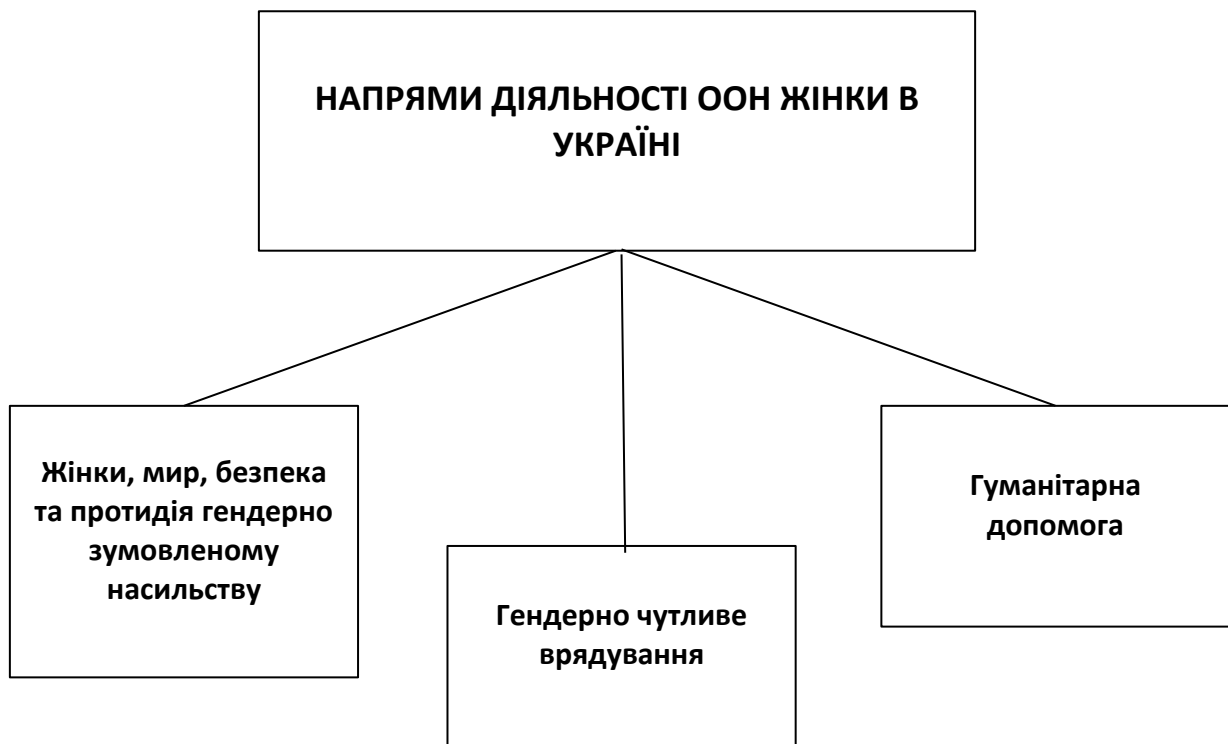 НАПРЯМИ ДІЯЛЬНОСТІ ООН ЖІНКИ В
УКРАЇНІ
Жінки, мир, безпека
та протидія гендерно
зумовленому
насильству
Гендерно чутливе
врядування
Гуманітарна
допомога